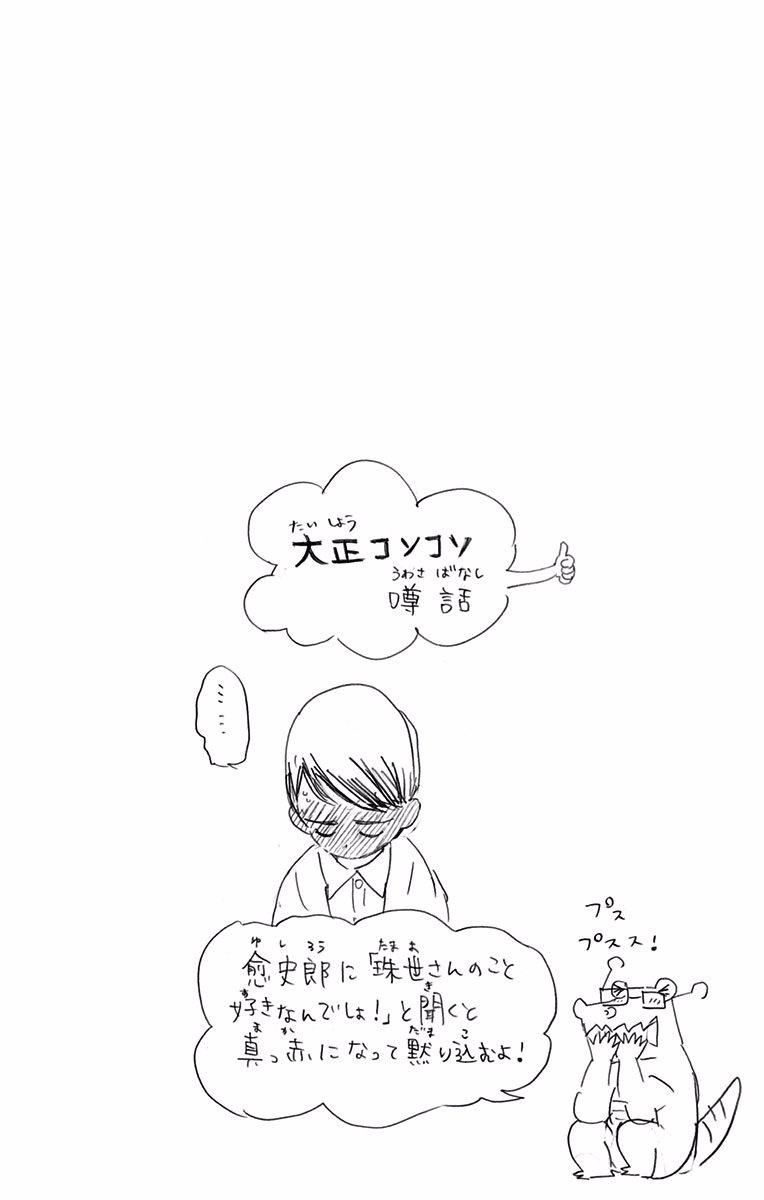 大正コソコソ
噂話
……
愈史郎に「珠世さんのこと
好きなんでしょ!」と聞くと
真っ赤になって黙り込むよ!
プス
プスス!